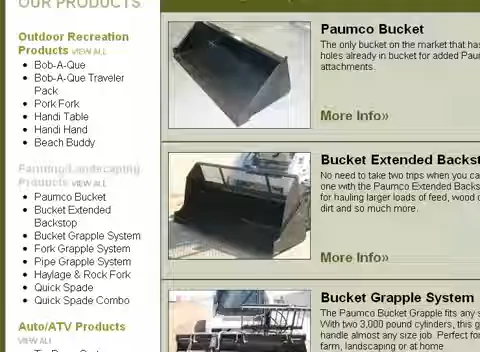 OUR PRODUCTS
Outdoor Recreation
Products VIEW ALL
Bob-A-Que
Bob-A-Que Traveler
Pack
Pork Fork
Handi Table
Handi Hand
Beach Buddy
Farming/Landscaping
Products VIEW ALL
Paumco Bucket
Bucket Extended
Backstop
Bucket Grapple System
Fork Grapple System
Pipe Grapple System
Haylage & Rock Fork
Quick Spade
Quick Spade Combo
Auto/ATV Products
VIEW ALL
Paumco Bucket
The only bucket on the market that has
holes already in bucket for added
attachments.
More Info»
Bucket Extended
No need to take two trips when you
one with the Paumco Extended
for hauling larger loads of feed, wood
dirt and so much more.
More Info»
Bucket Grapple System
The Paumco Bucket Grapple fits any
With two 3,000 pound cylinders, this
handle almost any size job. Perfect
farm, landscaping or at home